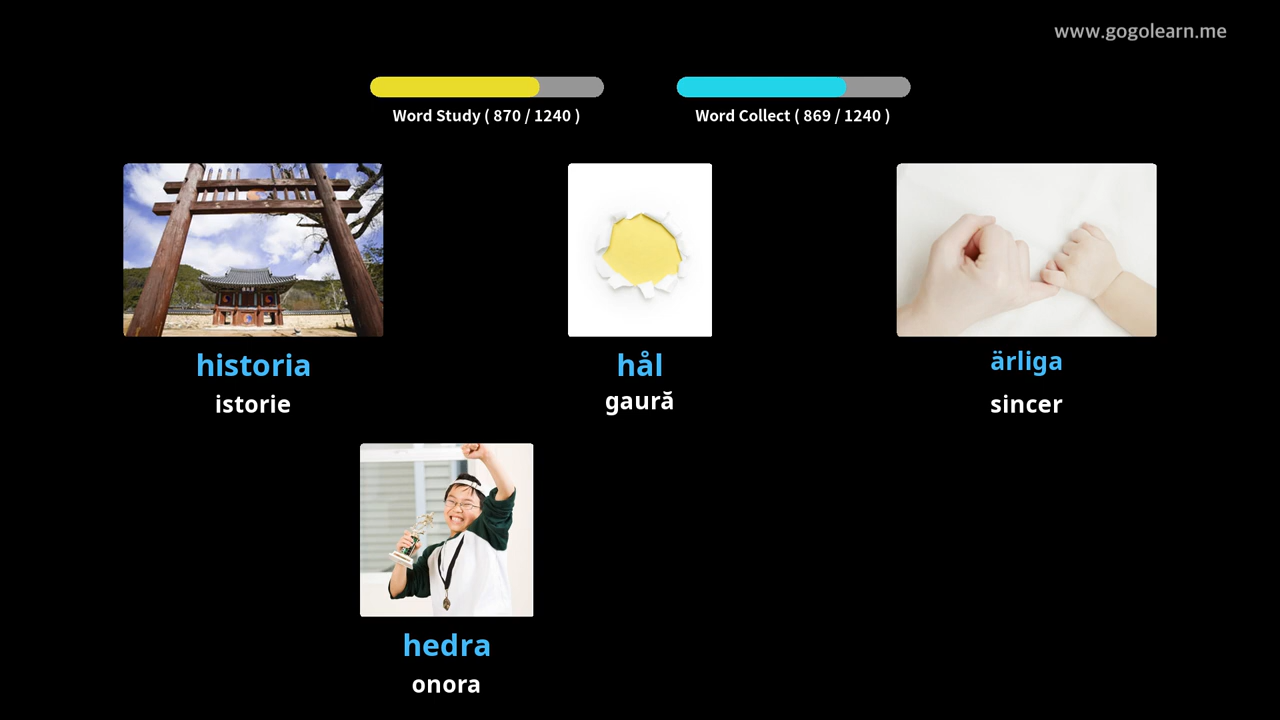 www.gogolearn.me
Word Study ( 870 / 1240 )
Word Collect ( 869 / 1240 )
historia
istorie
hål
gaură
ärliga
sincer
hedra
onora